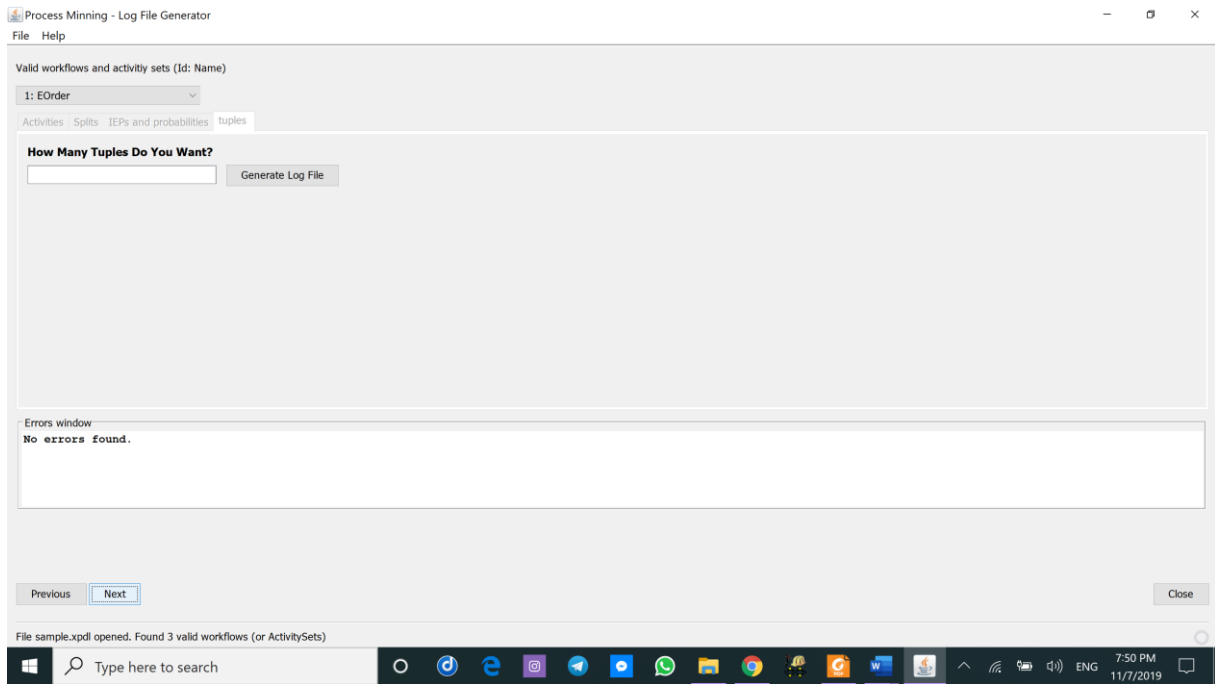 Process Minning - Log File Generator
File Help
Valid workflows and activitiy sets (Id: Name)
1: EOrder
Activities Splits IEPs and probabilities tuples
How Many Tuples Do You Want?
Generate Log File
Errors window
No errors found.
Previous Next Close
File sample.xpdl opened. Found 3 valid workflows (or ActivitySets)
Type here to search
ENG
7:50 PM
11/7/2019